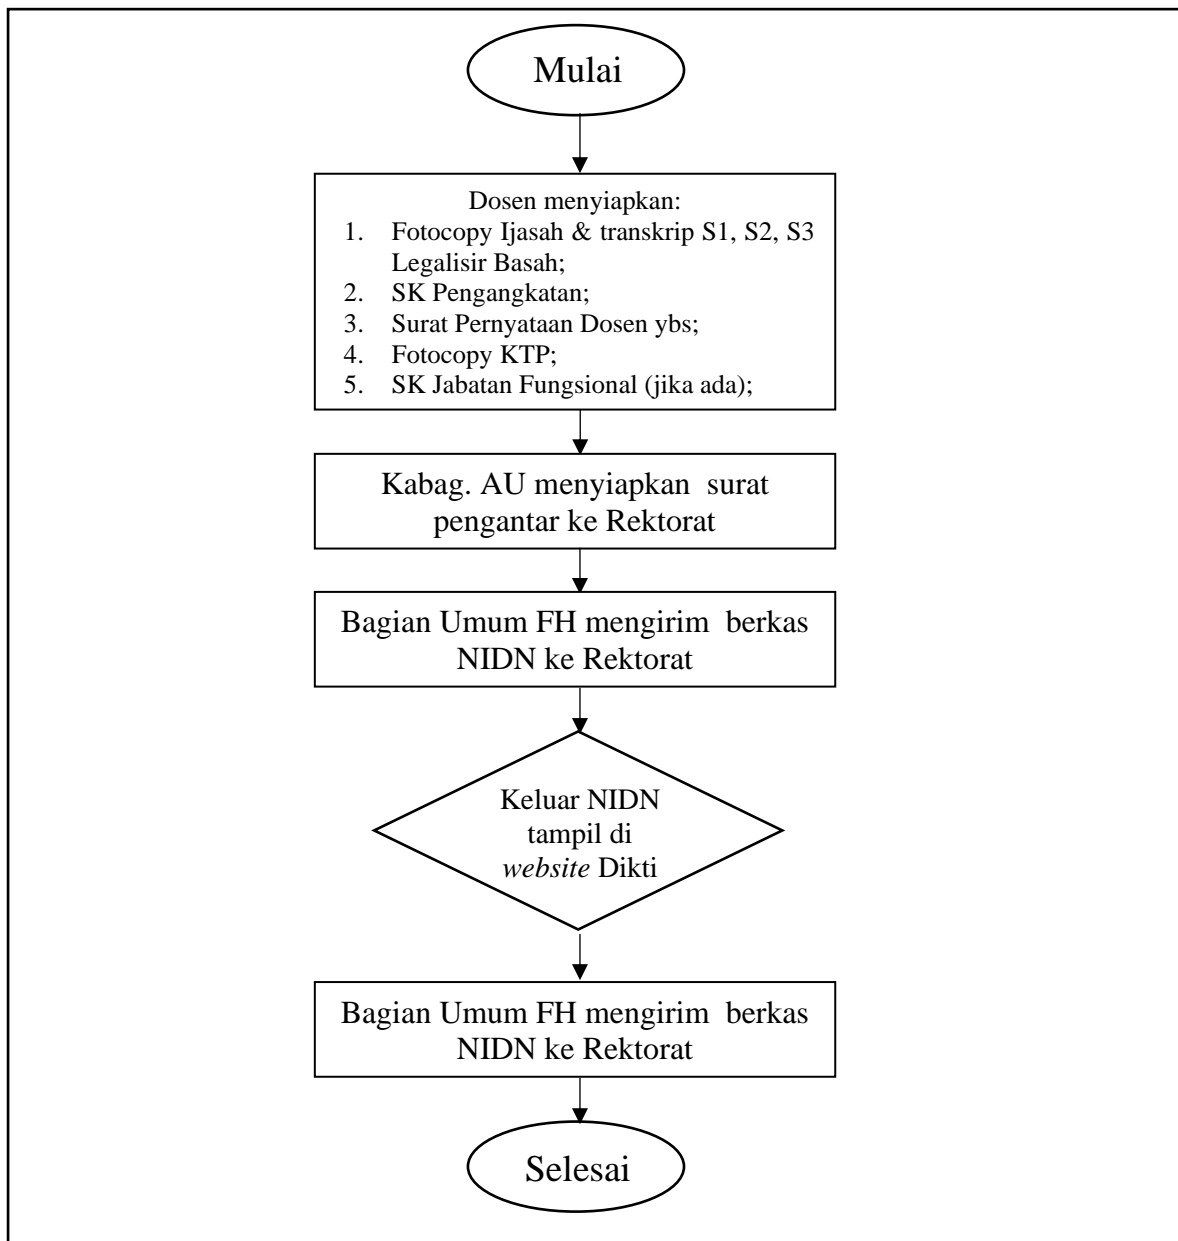 Mulai
Dosen menyiapkan:
1. Fotocopy Ijasah & transkrip S1, S2, S3
Legalisir Basah;
2. SK Pengangkatan;
3. Surat Pernyataan Dosen ybs;
4. Fotocopy KTP;
5. SK Jabatan Fungsional (jika ada);
Kabag. AU menyiapkan surat
pengantar ke Rektorat
Bagian Umum FH mengirim berkas
NIDN ke Rektorat
Keluar NIDN
tampil di
website Dikti
Bagian Umum FH mengirim berkas
NIDN ke Rektorat
Selesai